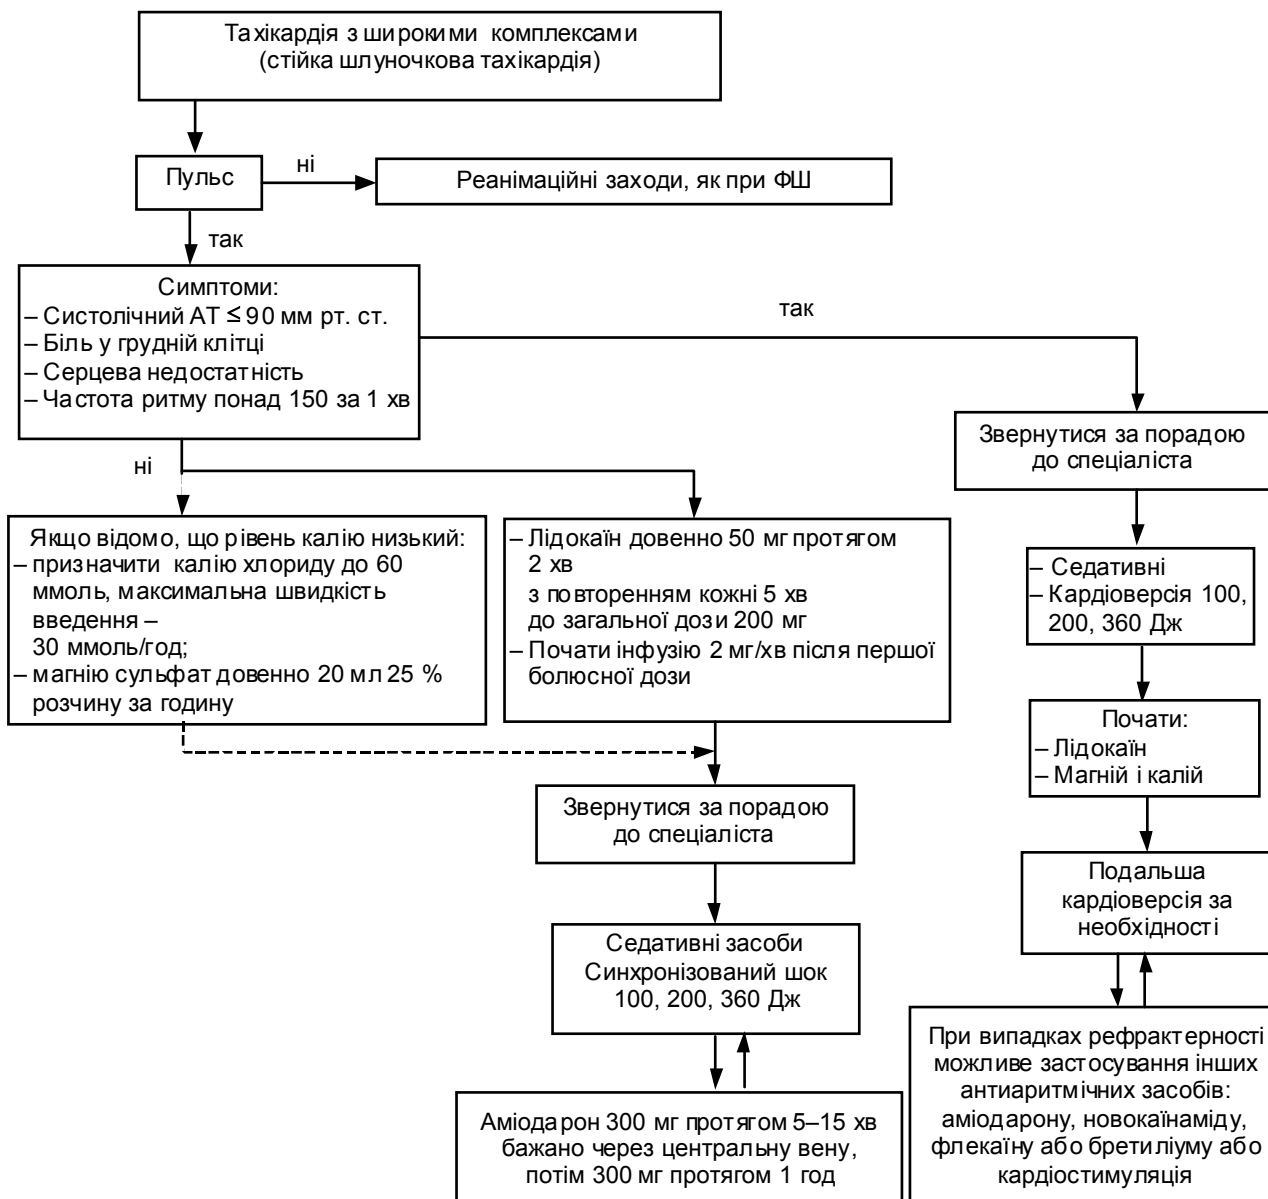 Тахікардія з широкими комплексами
(стійка шлуночкова тахікардія)
Пульс
ні
Реанімаційні заходи, як при ФШ
так
Симптоми:
– Систолічний АТ ≤ 90 мм рт. ст.
– Біль у грудній клітці
– Серцева недостатність
– Частота ритму понад 150 за 1 хв
так
ні
Звернутися за порадою
до спеціаліста
Якщо відомо, що рівень калію низький:
– призначити калію хлориду до 60
ммоль, максимальна швидкість
введення –
30 ммоль/год;
– магнію сульфат довенно 20 мл 25 %
розчину за годину
– Лідокаїн довенно 50 мг протягом
2 хв
з повторенням кожні 5 хв
до загальної дози 200 мг
– Почати інфузію 2 мг/хв після першої
болюсної дози
– Седативні
– Кардіоверсія 100,
200, 360 Дж
Почати:
– Лідокаїн
– Магній і калій
Звернутися за порадою
до спеціаліста
Подальша
кардіоверсія за
необхідності
Седативні засоби
Синхронізований шок
100, 200, 360 Дж
При випадках рефрактерності
можливе застосування інших
антиаритмічних засобів:
аміодарону, новокаїнаміду,
флекаїну або бретиліуму або
кардіостимуляція
Аміодарон 300 мг протягом 5–15 хв
бажано через центральну вену,
потім 300 мг протягом 1 год